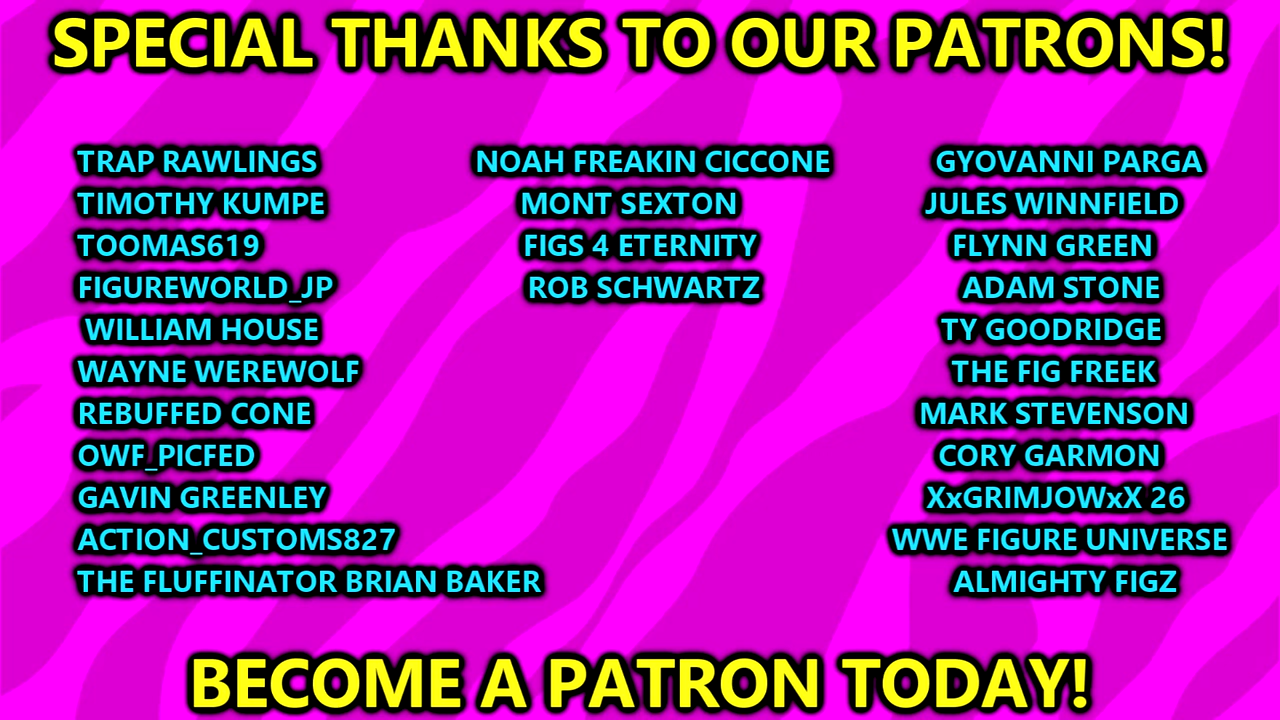 SPECIAL THANKS TO OUR PATRONS!
TRAP RAWLINGS
TIMOTHY KUMPE
TOOMAS619
FIGUREWORLD_JP
WILLIAM HOUSE
WAYNE WEREWOLF
REBUFFED CONE
OWF_PICFED
GAVIN GREENLEY
ACTION_CUSTOMS827
THE FLUFFINATOR BRIAN BAKER
NOAH FREAKIN CICCONE
MONT SEXTON
FIGS 4 ETERNITY
ROB SCHWARTZ
GYOVANNI PARGA
JULES WINNFIELD
FLYNN GREEN
ADAM STONE
TY GOODRIDGE
THE FIG FREEK
MARK STEVENSON
CORY GARMON
XxGRIMJOWxX 26
WWE FIGURE UNIVERSE
ALMIGHTY FIGZ
BECOME A PATRON TODAY!